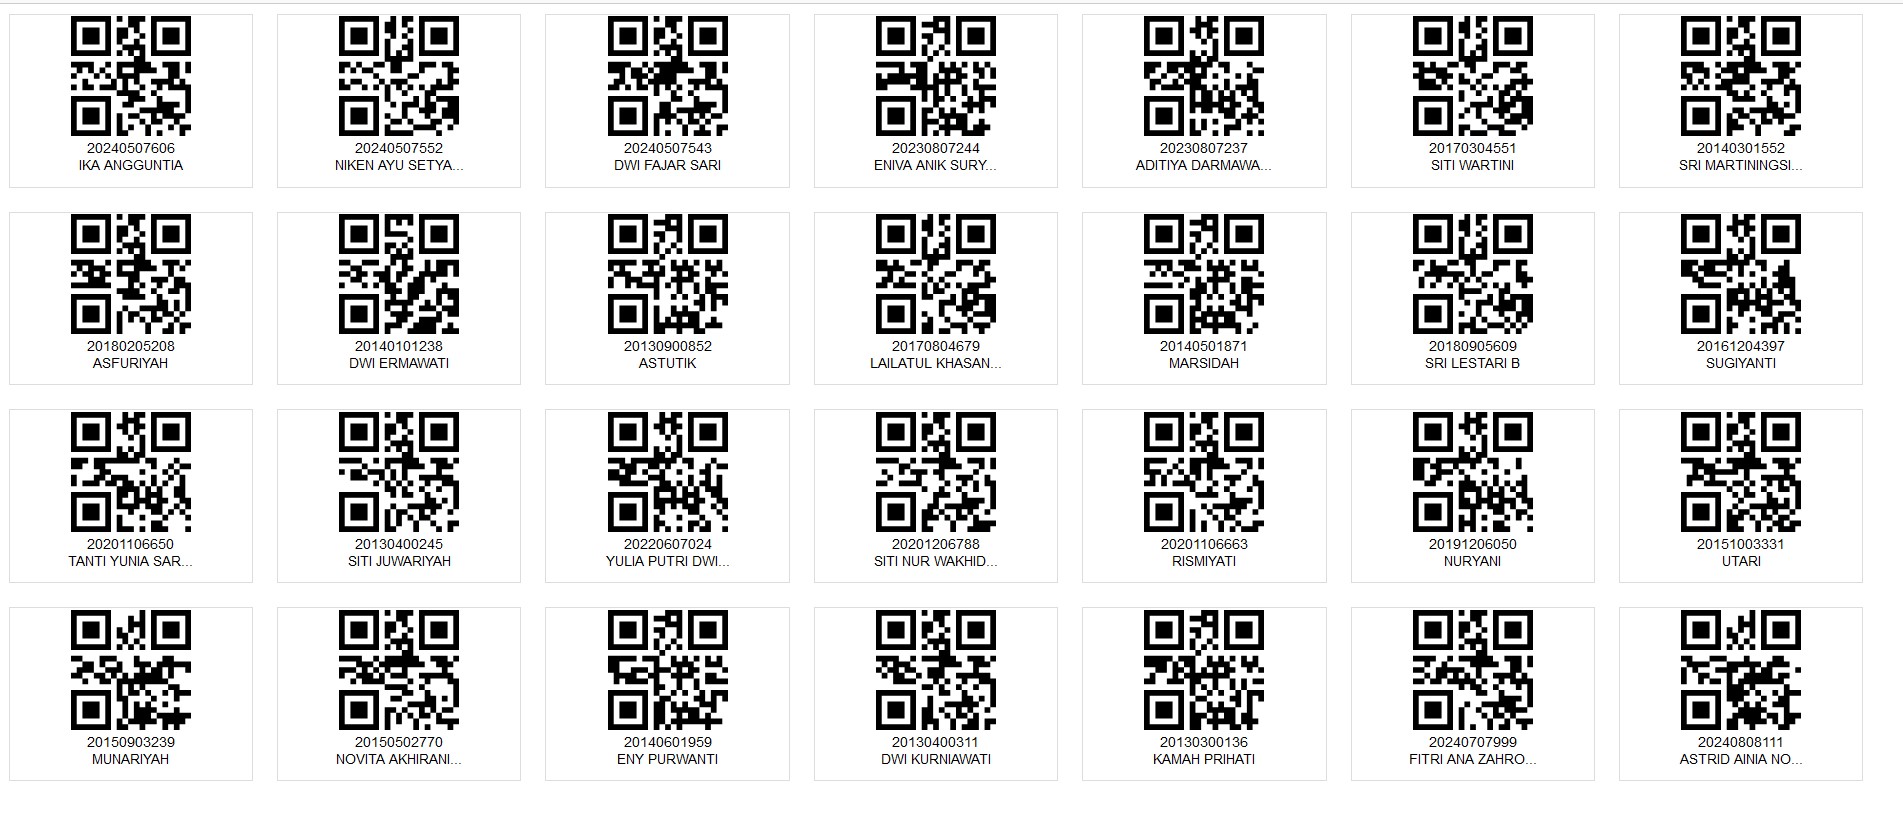 20240507606
IKA ANGGUNTIA
20240507552
NIKEN AYU SETYA...
20240507543
DWI FAJAR SARI
20230807244
ENIVA ANIK SURY...
20230807237
ADITIYA DARMAWA...
20170304551
SITI WARTINI
20140301552
SRI MARTININGSI...
20180205208
ASFURIYAH
20140101238
DWI ERMAWATI
20130900852
ASTUTIK
20170804679
LAILATUL KHASAN...
20140501871
MARSIDAH
20180905609
SRI LESTARI B
20161204397
SUGIYANTI
20201106650
TANTI YUNIA SAR...
20130400245
SITI JUWARIYAH
20220607024
YULIA PUTRI DWI...
20201206788
SITI NUR WAKHID...
20201106663
RISMIYATI
20191206050
NURYANI
20151003331
UTARI
20150903239
MUNARIYAH
20150502770
NOVITA AKHIRANI...
20140601959
ENY PURWANTI
20130400311
DWI KURNIAWATI
20130300136
KAMAH PRIHATI
20240707999
FITRI ANA ZAHRO...
20240808111
ASTRID AINIA NO...